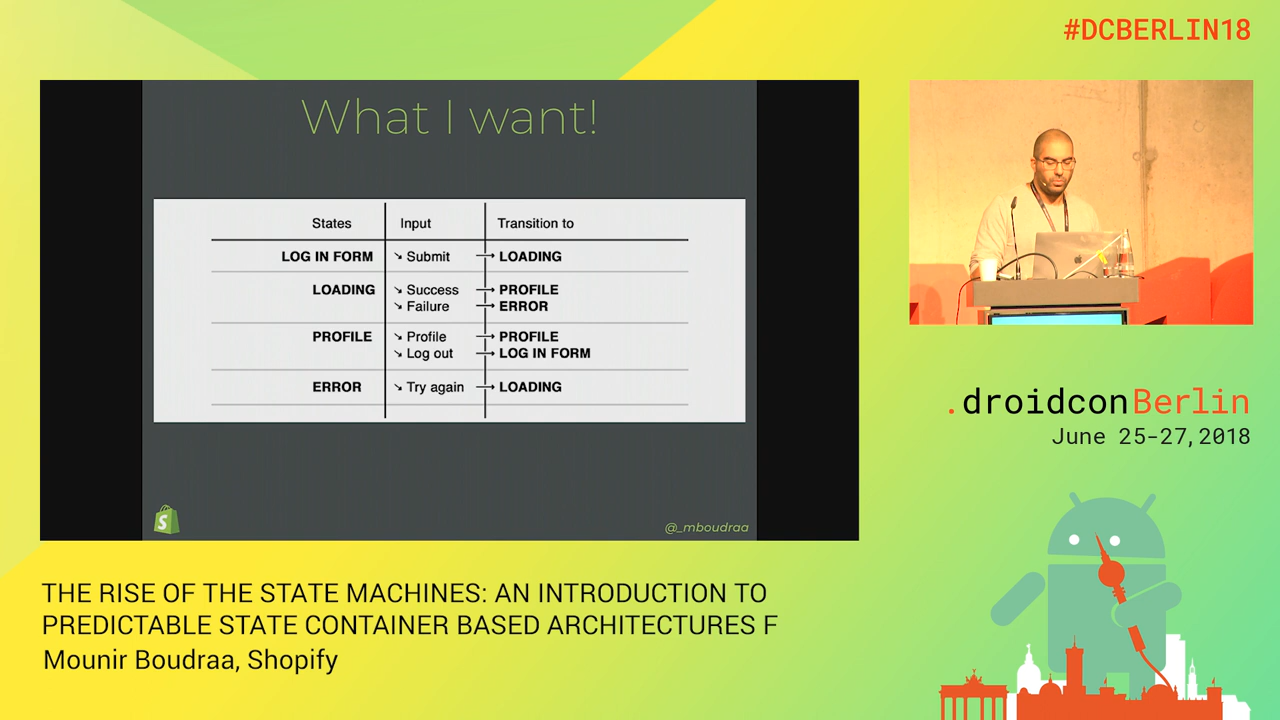 #DCBERLIN18
What I want!
States Input Transition to
LOG IN FORM ↘ Submit → LOADING
LOADING ↘ Success → PROFILE
↘ Failure → ERROR
PROFILE ↘ Profile → PROFILE
↘ Log out → LOG IN FORM
ERROR ↘ Try again → LOADING
S
@_mboudraa
.droidconBerlin
June 25-27, 2018
THE RISE OF THE STATE MACHINES: AN INTRODUCTION TO
PREDICTABLE STATE CONTAINER BASED ARCHITECTURES F
Mounir Boudraa, Shopify